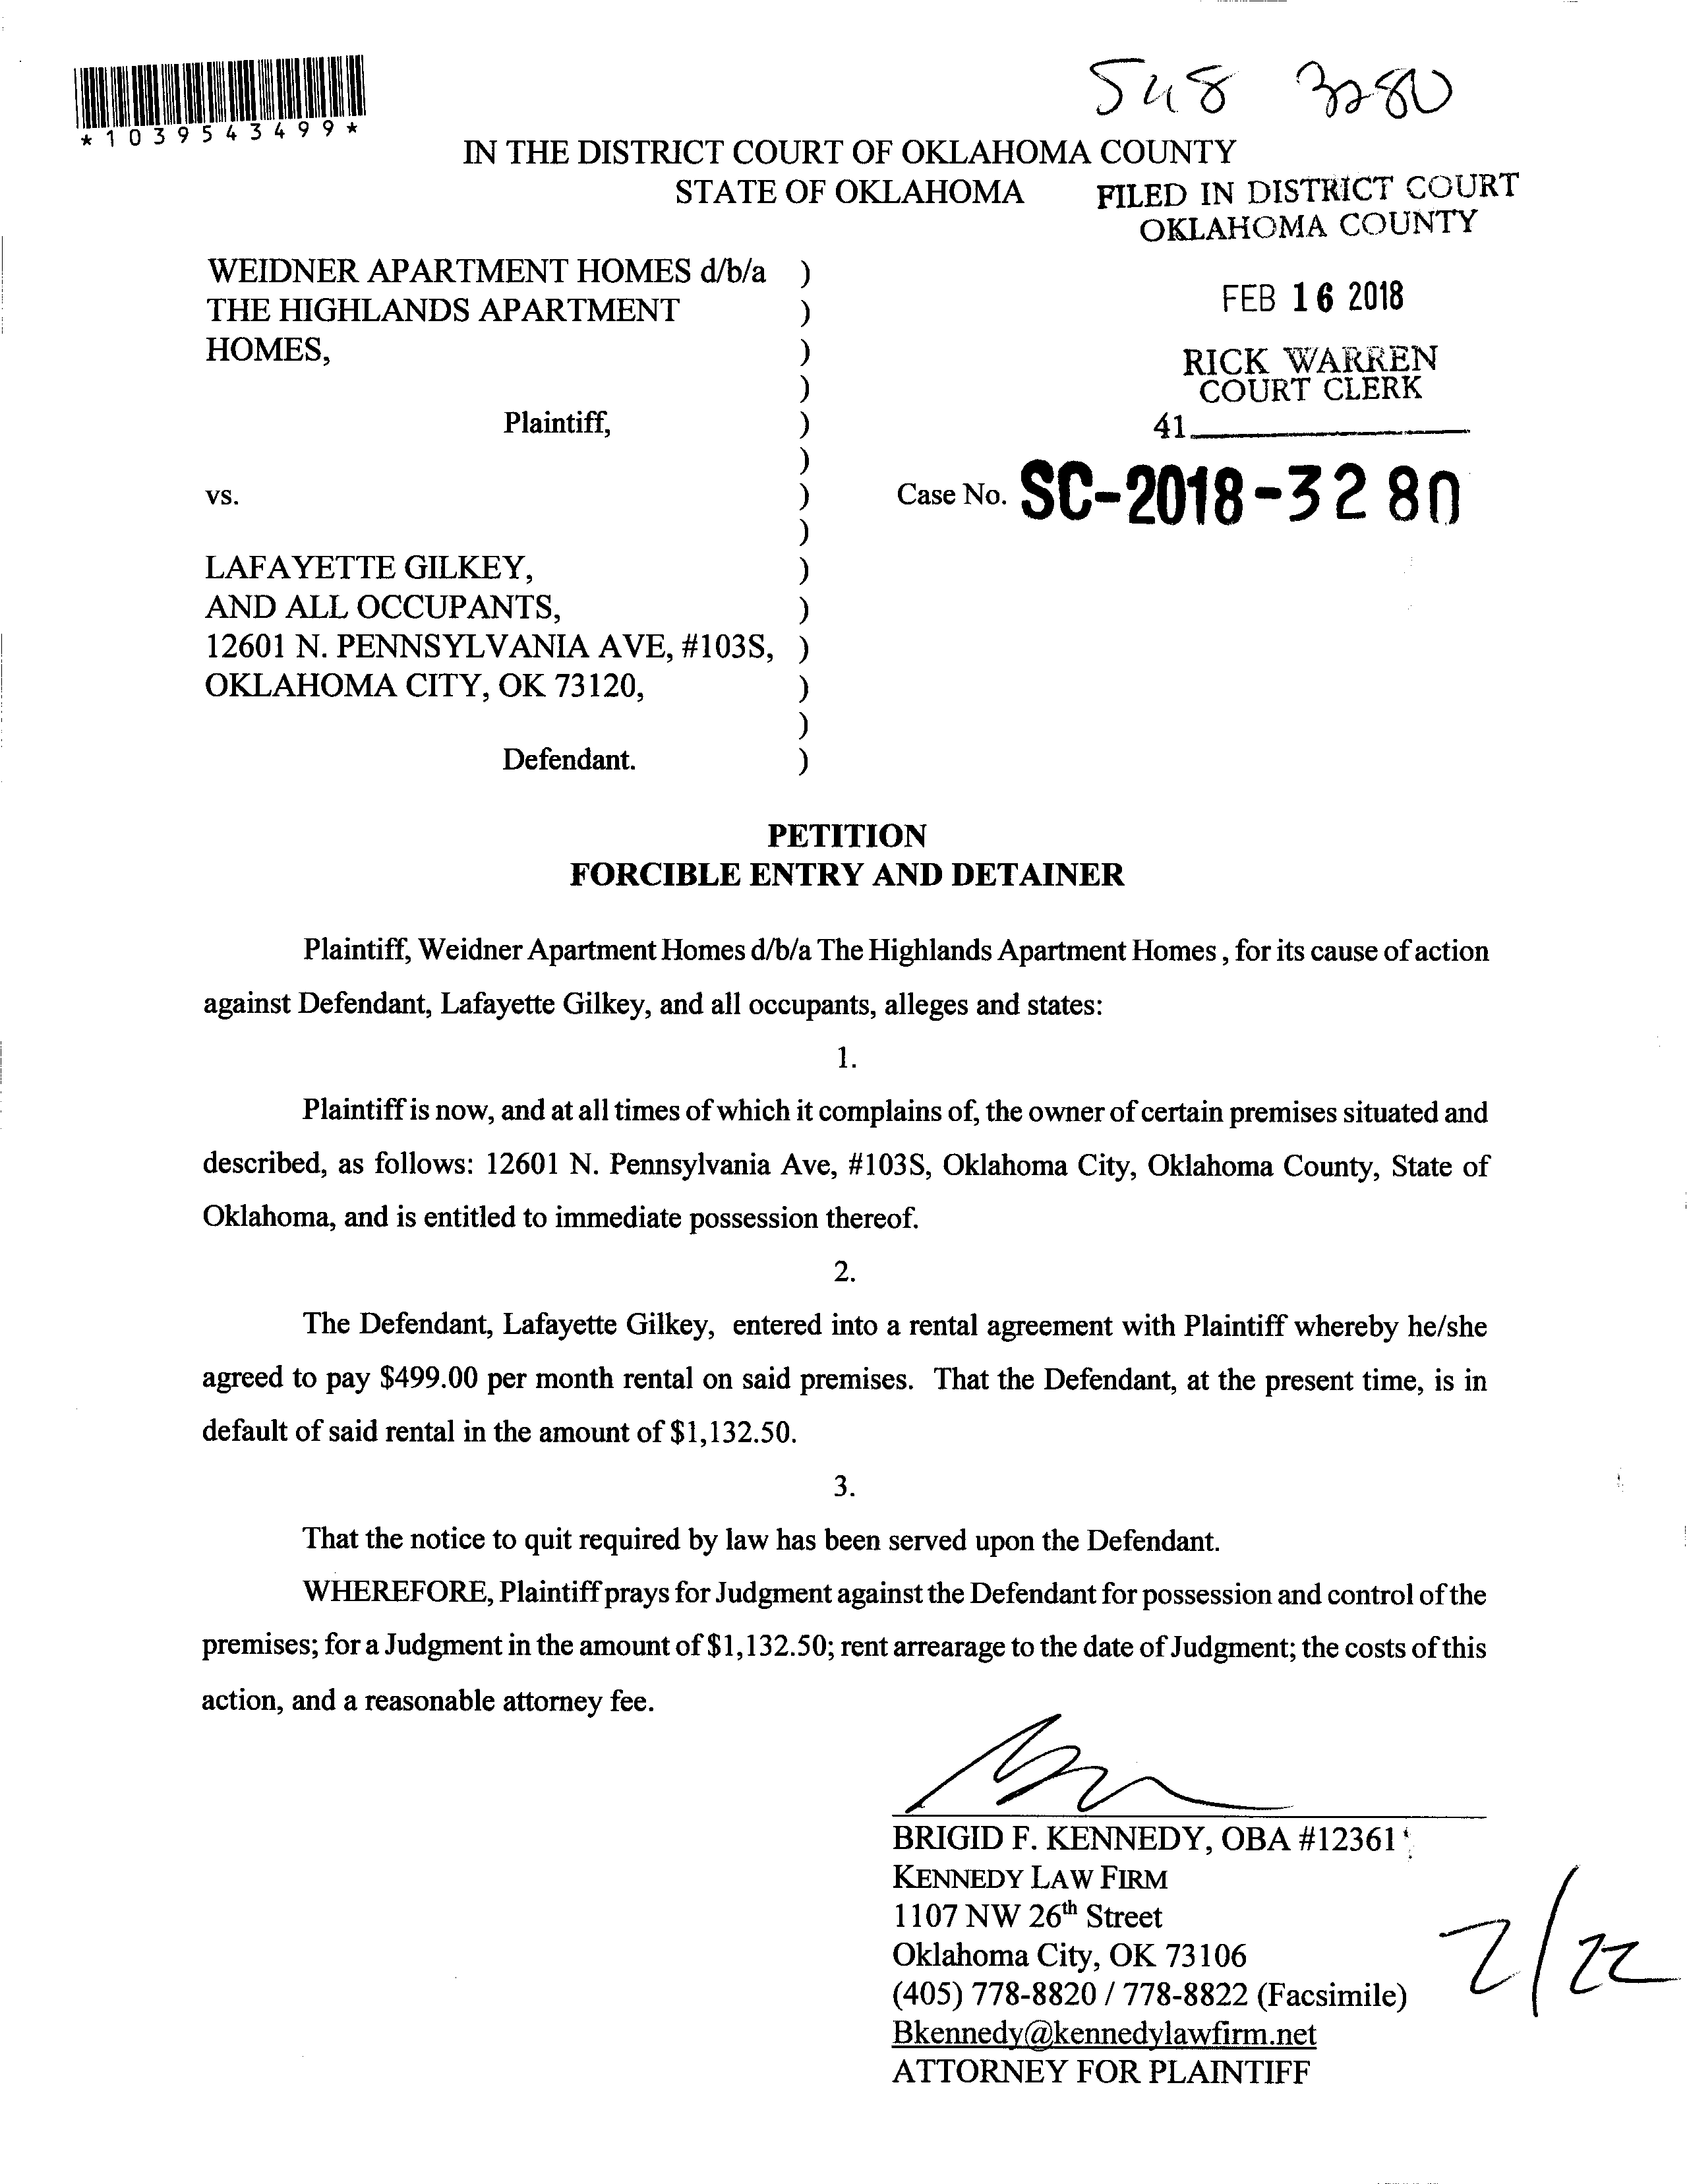 *1039543499*
548 3280
IN THE DISTRICT COURT OF OKLAHOMA COUNTY
STATE OF OKLAHOMA
FILED IN DISTRICT COURT
OKLAHOMA COUNTY
FEB 16 2018
RICK WARREN
COURT CLERK
41
WEIDNER APARTMENT HOMES d/b/a )
THE HIGHLANDS APARTMENT )
HOMES, )
)
Plaintiff, )
)
vs. ) Case No. SC-2018-3280
)
LAFAYETTE GILKEY, )
AND ALL OCCUPANTS, )
12601 N. PENNSYLVANIA AVE, #103S, )
OKLAHOMA CITY, OK 73120, )
)
Defendant. )
PETITION
FORCIBLE ENTRY AND DETAINER
Plaintiff, Weidner Apartment Homes d/b/a The Highlands Apartment Homes , for its cause of action
against Defendant, Lafayette Gilkey, and all occupants, alleges and states:
1.
Plaintiff is now, and at all times of which it complains of, the owner of certain premises situated and
described, as follows: 12601 N. Pennsylvania Ave, #103S, Oklahoma City, Oklahoma County, State of
Oklahoma, and is entitled to immediate possession thereof.
2.
The Defendant, Lafayette Gilkey, entered into a rental agreement with Plaintiff whereby he/she
agreed to pay $499.00 per month rental on said premises. That the Defendant, at the present time, is in
default of said rental in the amount of $1,132.50.
3.
That the notice to quit required by law has been served upon the Defendant.
WHEREFORE, Plaintiff prays for Judgment against the Defendant for possession and control of the
premises; for a Judgment in the amount of $1,132.50; rent arrearage to the date of Judgment; the costs of this
action, and a reasonable attorney fee.
BRIGID F. KENNEDY, OBA #12361
KENNEDY LAW FIRM
1107 NW 26th Street
Oklahoma City, OK 73106
(405) 778-8820 / 778-8822 (Facsimile)
Bkennedy@kennedylawfirm.net
ATTORNEY FOR PLAINTIFF
2/22